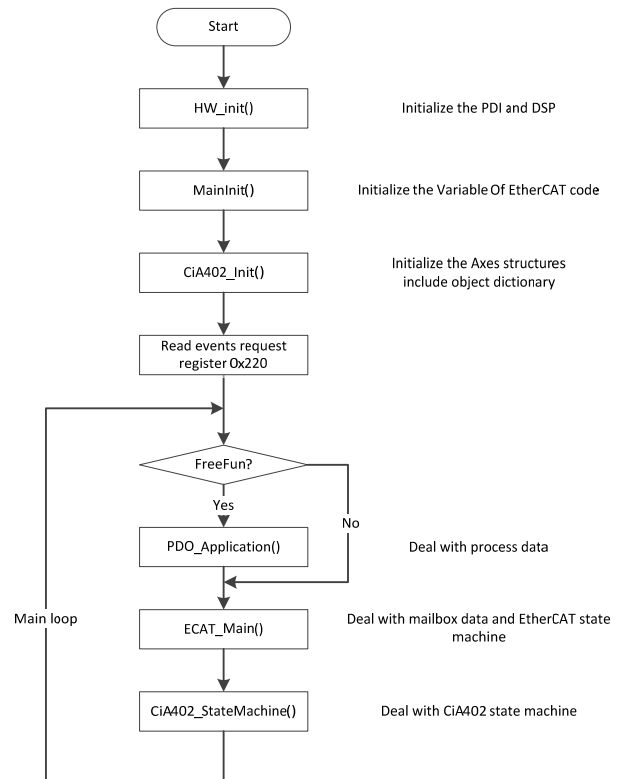 Start
HW_init()
Initialize the PDI and DSP
MainInit()
Initialize the Variable Of EtherCAT code
CiA402_Init()
Initialize the Axes structures
include object dictionary
Read events request
register 0x220
FreeFun?
Yes
No
PDO_Application()
Deal with process data
Main loop
ECAT_Main()
Deal with mailbox data and EtherCAT state
machine
CiA402_StateMachine()
Deal with CiA402 state machine